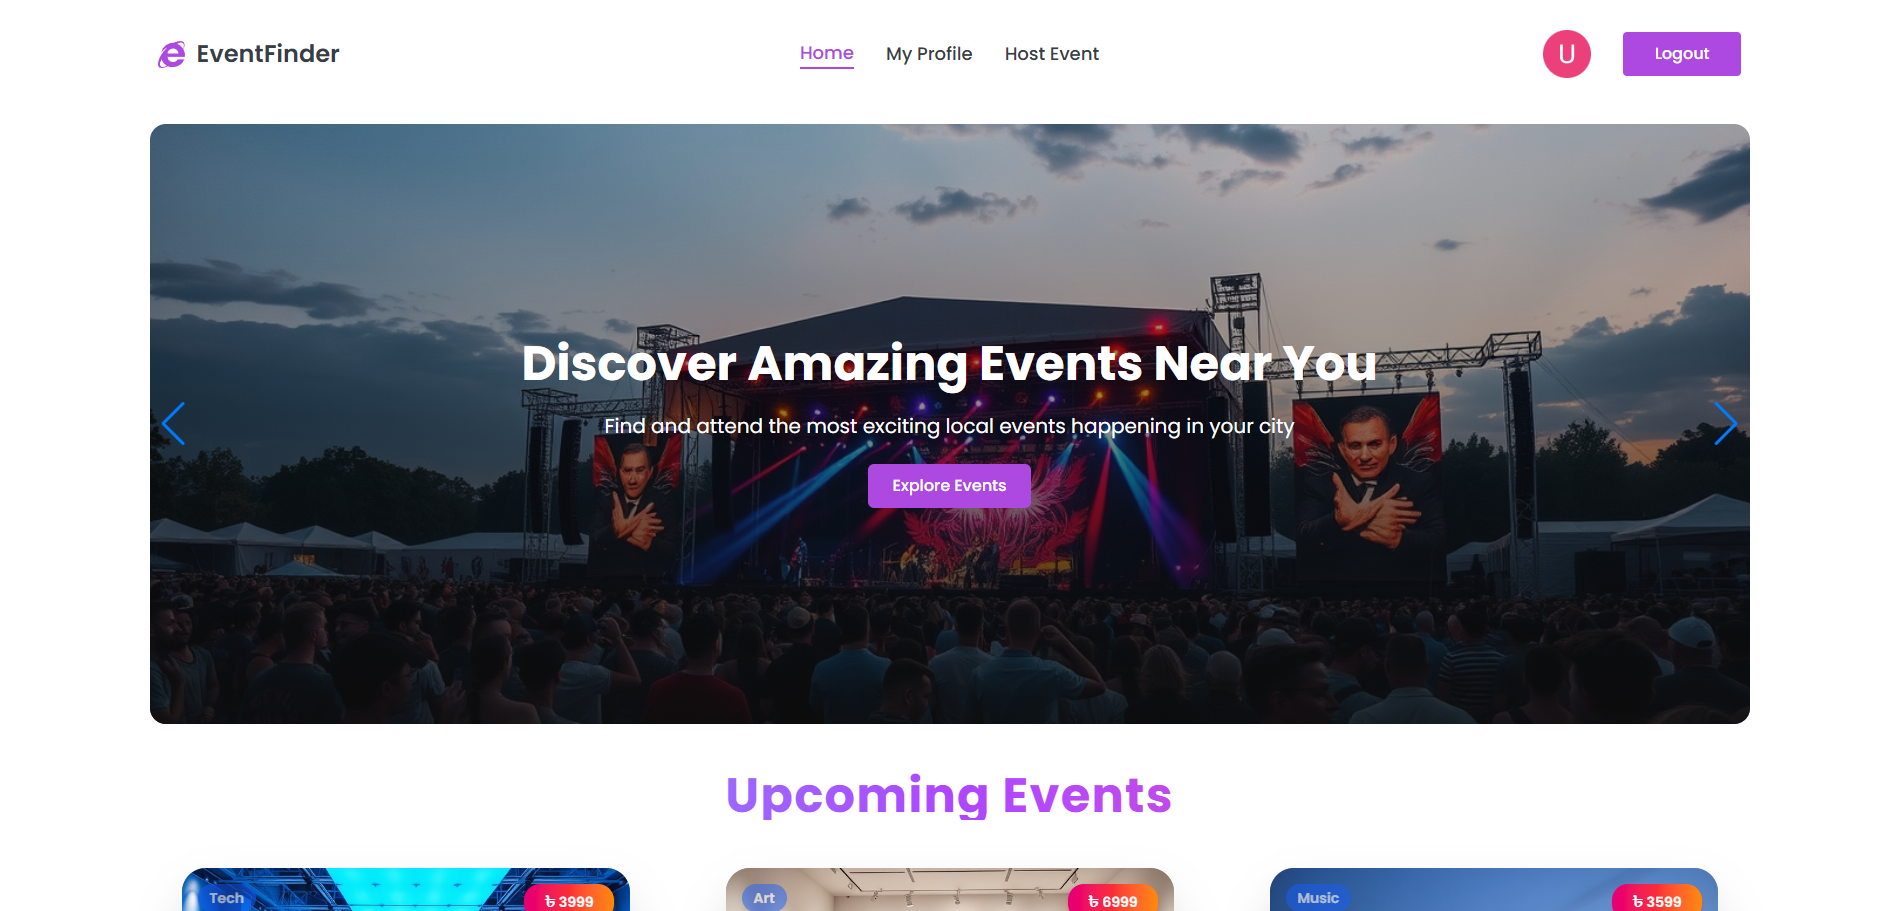 EventFinder
Home
My Profile
Host Event
U
Logout
Discover Amazing Events Near You
Find and attend the most exciting local events happening in your city
Explore Events
Upcoming Events
Tech
৳ 3999
Art
৳ 6999
Music
৳ 3599